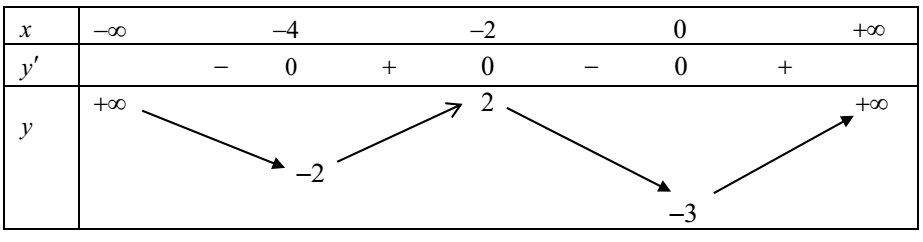 x −∞ −4 −2 0 +∞
y′ − 0 + 0 − 0 +
+∞ 2 +∞
y
−2
−3